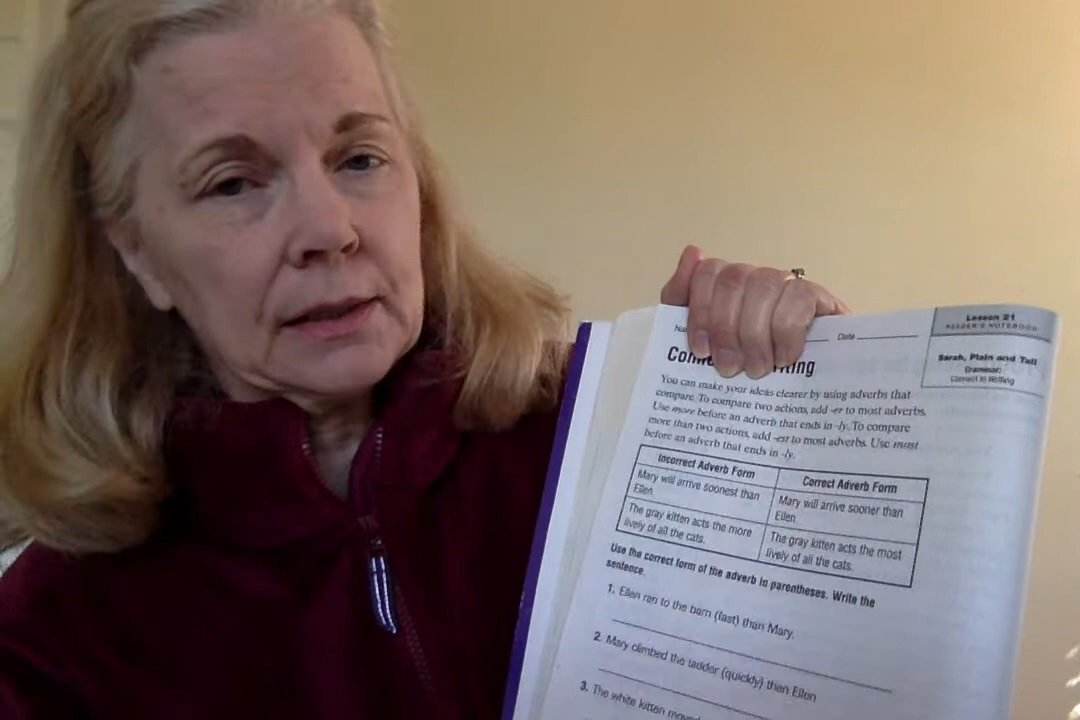 Date
Lesson 21
READER'S NOTEBOOK
Sarah, Plain and Tall
Grammar:
Connect to Writing
You can make your ideas clearer by using adverbs that
compare. To compare two actions, add -er to most adverbs.
Use more before an adverb that ends in -ly. To compare
more than two actions, add -est to most adverbs. Use most
before an adverb that ends in -ly.
Incorrect Adverb Form
Correct Adverb Form
Mary will arrive soonest than
Ellen.
Mary will arrive sooner than
Ellen.
The gray kitten acts the more
lively of all the cats.
The gray kitten acts the most
lively of all the cats.
Use the correct form of the adverb in parentheses. Write the
sentence.
1. Ellen ran to the barn (fast) than Mary.
2. Mary climbed the ladder (quickly) than Ellen
3. The white kitten moved